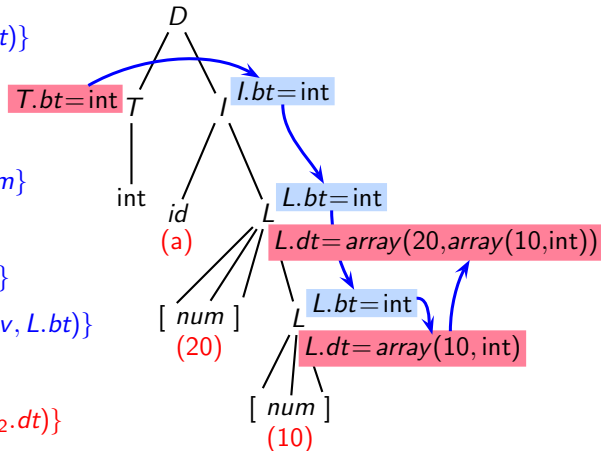 D
t)}
T.bt=int T I I.bt=int
m}
int id L L.bt=int
(a)
L.dt=array(20,array(10,int))
}
L.bt=int
[ num ] L
v, L.bt)}
(20) L.dt=array(10, int)
[ num ]
2.dt)}
(10)